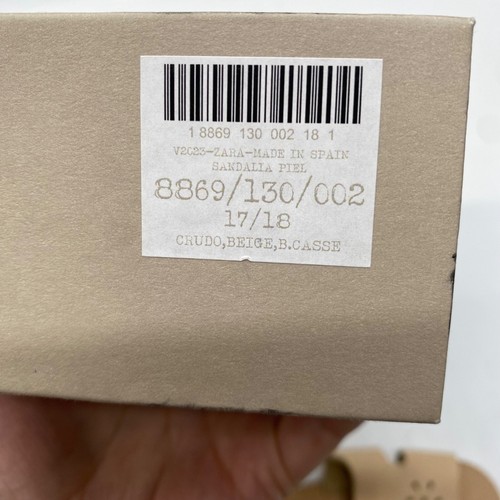 1 8869 130 002 18 1
V2023-ZARA-MADE IN SPAIN
SANDALIA PIEL
8869/130/002
17/18
CRUDO,BEIGE,B.CASSE